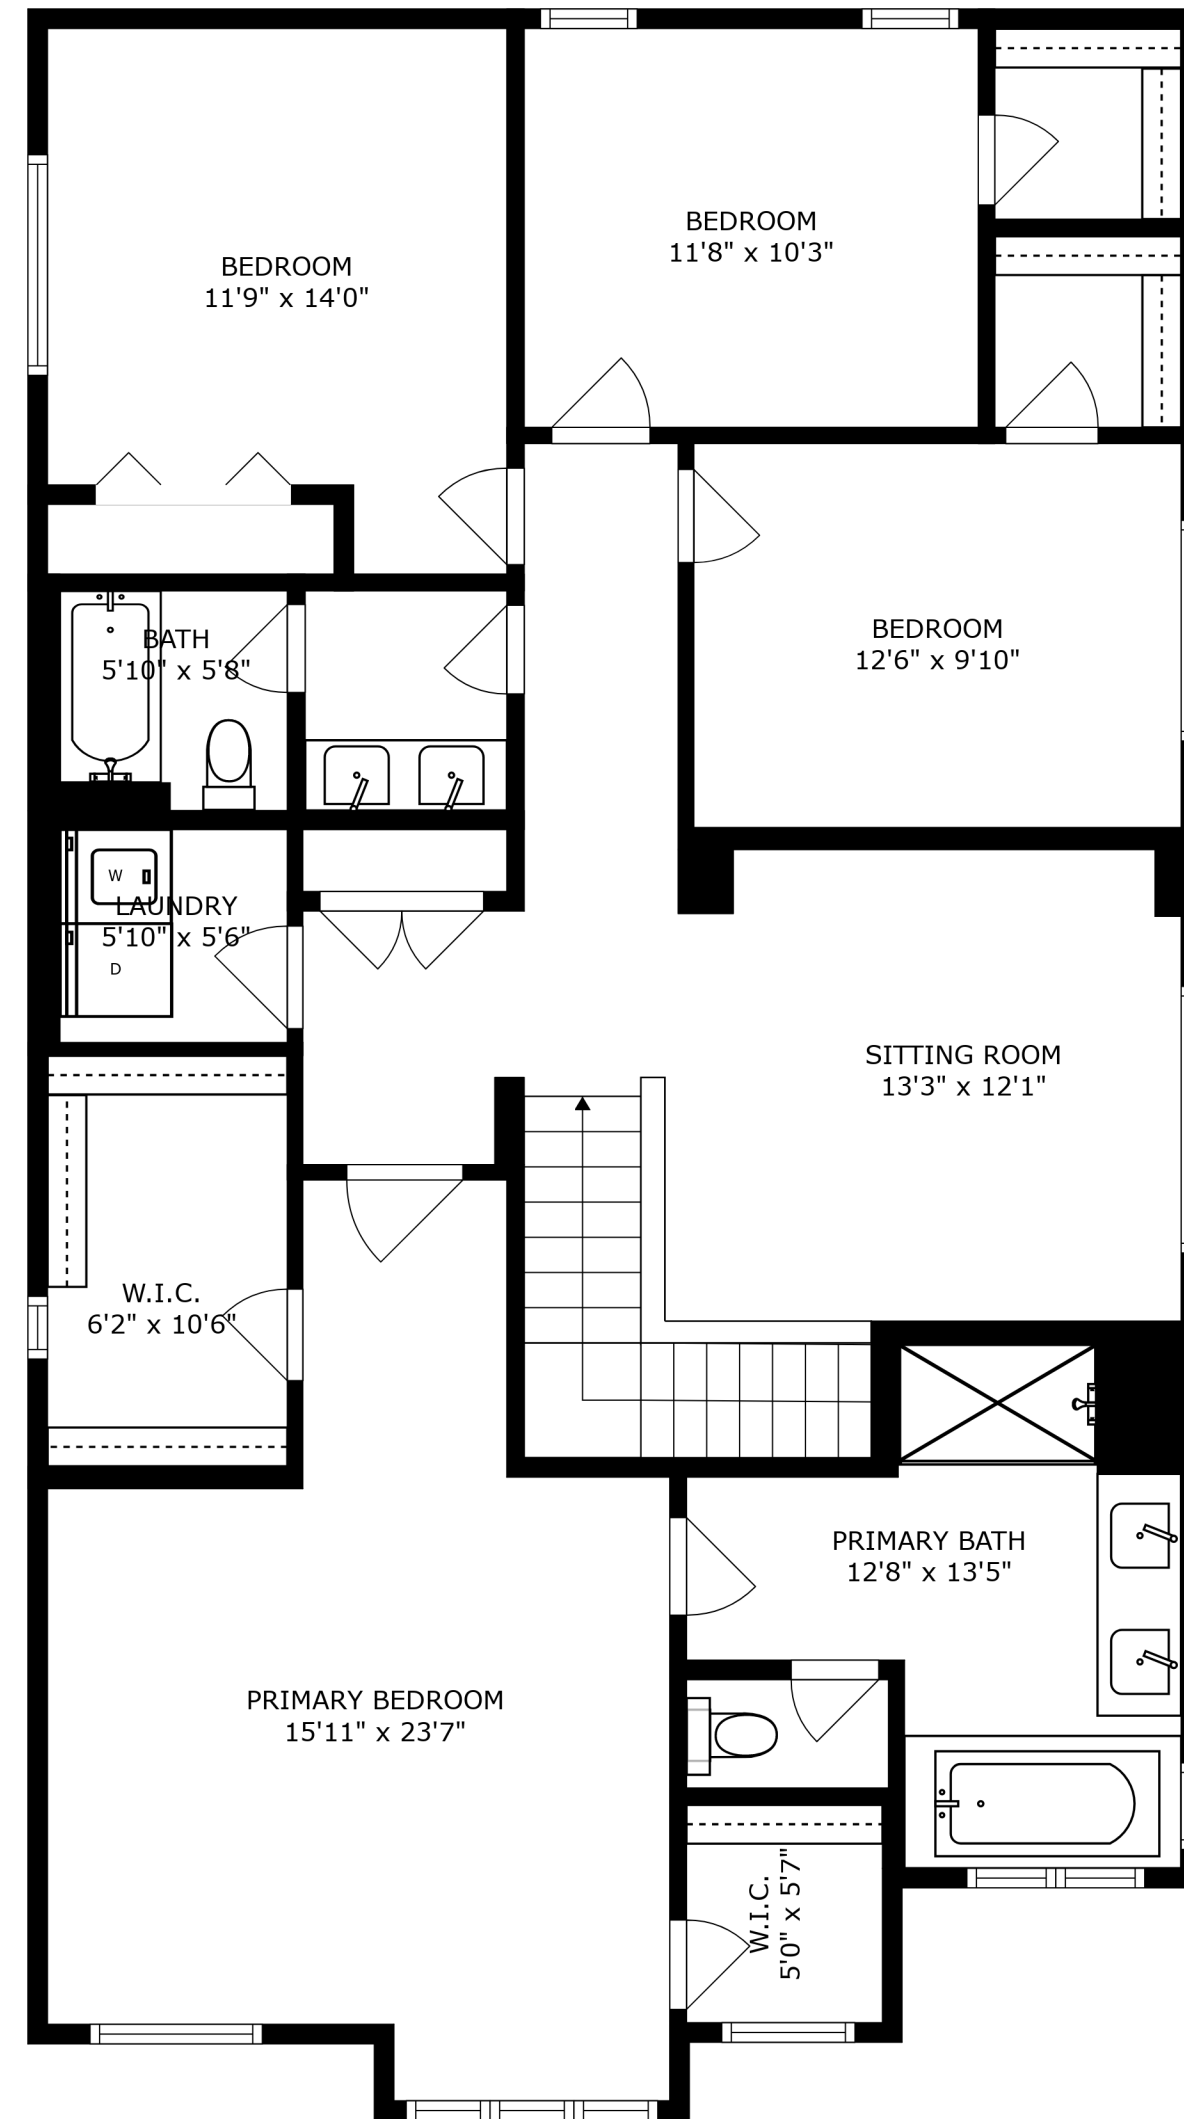 BEDROOM
11'8" x 10'3"
BEDROOM
11'9" x 14'0"
BEDROOM
12'6" x 9'10"
BATH
5'10" x 5'8"
W
LAUNDRY
5'10" x 5'6"
D
SITTING ROOM
13'3" x 12'1"
W.I.C.
6'2" x 10'6"
PRIMARY BATH
12'8" x 13'5"
PRIMARY BEDROOM
15'11" x 23'7"
W.I.C.
5'0" x 5'7"